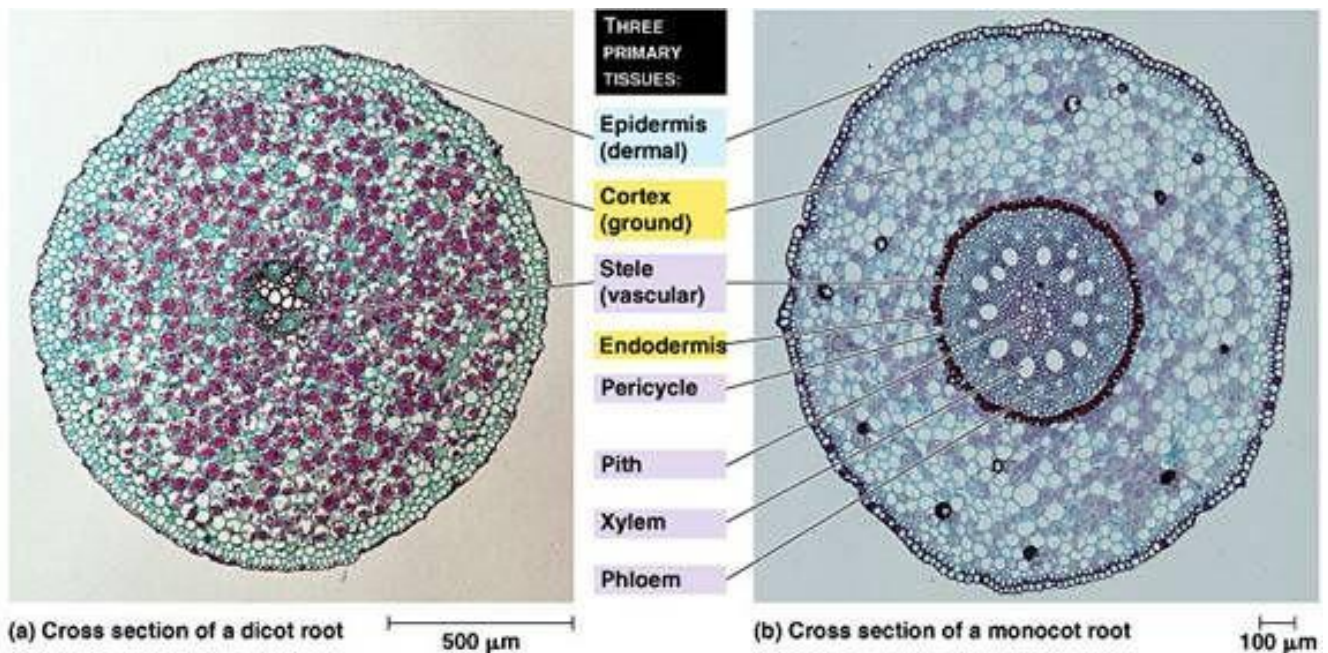 THREE
PRIMARY
TISSUES:
Epidermis
(dermal)
Cortex
(ground)
Stele
(vascular)
Endodermis
Pericycle
Pith
Xylem
Phloem
(a) Cross section of a dicot root
500 µm
(b) Cross section of a monocot root
100 µm